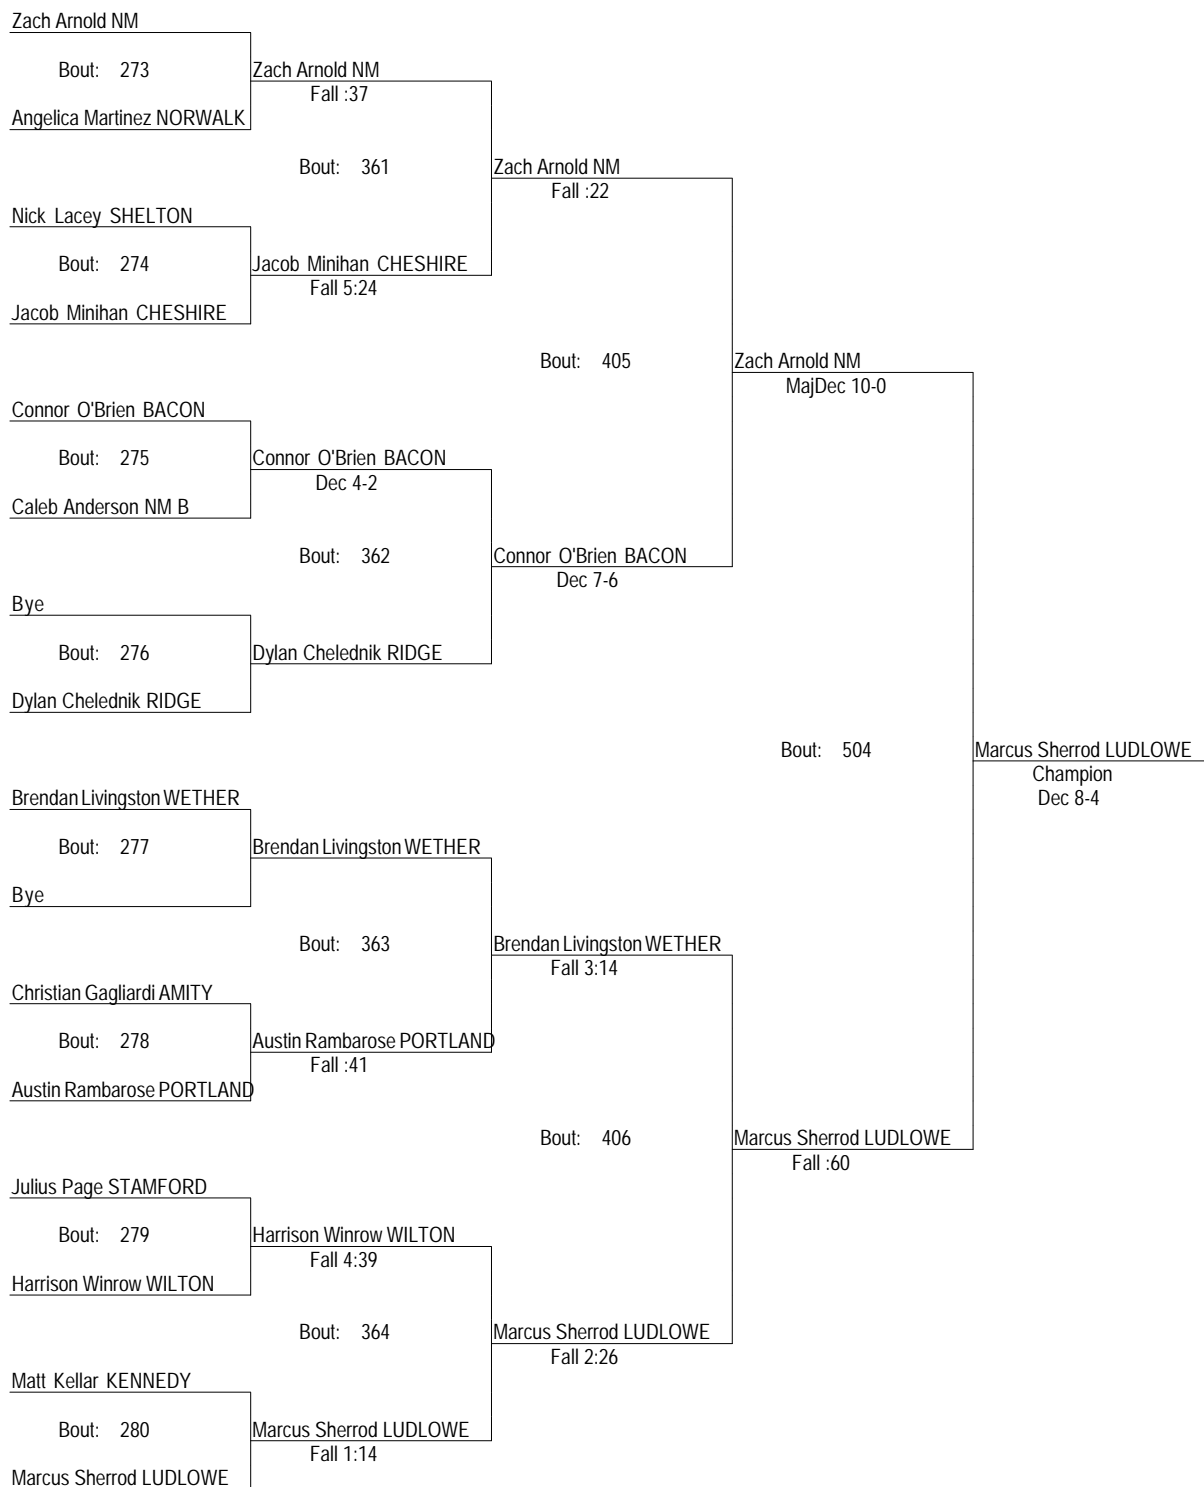 Zach Arnold NM
Bout: 273
Zach Arnold NM
Fall :37
Angelica Martinez NORWALK
Bout: 361
Zach Arnold NM
Fall :22
Nick Lacey SHELTON
Bout: 274
Jacob Minihan CHESHIRE
Fall 5:24
Jacob Minihan CHESHIRE
Bout: 405
Zach Arnold NM
MajDec 10-0
Connor O'Brien BACON
Bout: 275
Connor O'Brien BACON
Dec 4-2
Caleb Anderson NM B
Bout: 362
Connor O'Brien BACON
Dec 7-6
Bye
Bout: 276
Dylan Chelednik RIDGE
Dylan Chelednik RIDGE
Bout: 504
Marcus Sherrod LUDLOWE
Champion
Dec 8-4
Brendan Livingston WETHER
Bout: 277
Brendan Livingston WETHER
Bye
Bout: 363
Brendan Livingston WETHER
Fall 3:14
Christian Gagliardi AMITY
Bout: 278
Austin Rambarose PORTLAND
Fall :41
Austin Rambarose PORTLAND
Bout: 406
Marcus Sherrod LUDLOWE
Fall :60
Julius Page STAMFORD
Bout: 279
Harrison Winrow WILTON
Fall 4:39
Harrison Winrow WILTON
Bout: 364
Marcus Sherrod LUDLOWE
Fall 2:26
Matt Kellar KENNEDY
Bout: 280
Marcus Sherrod LUDLOWE
Fall 1:14
Marcus Sherrod LUDLOWE